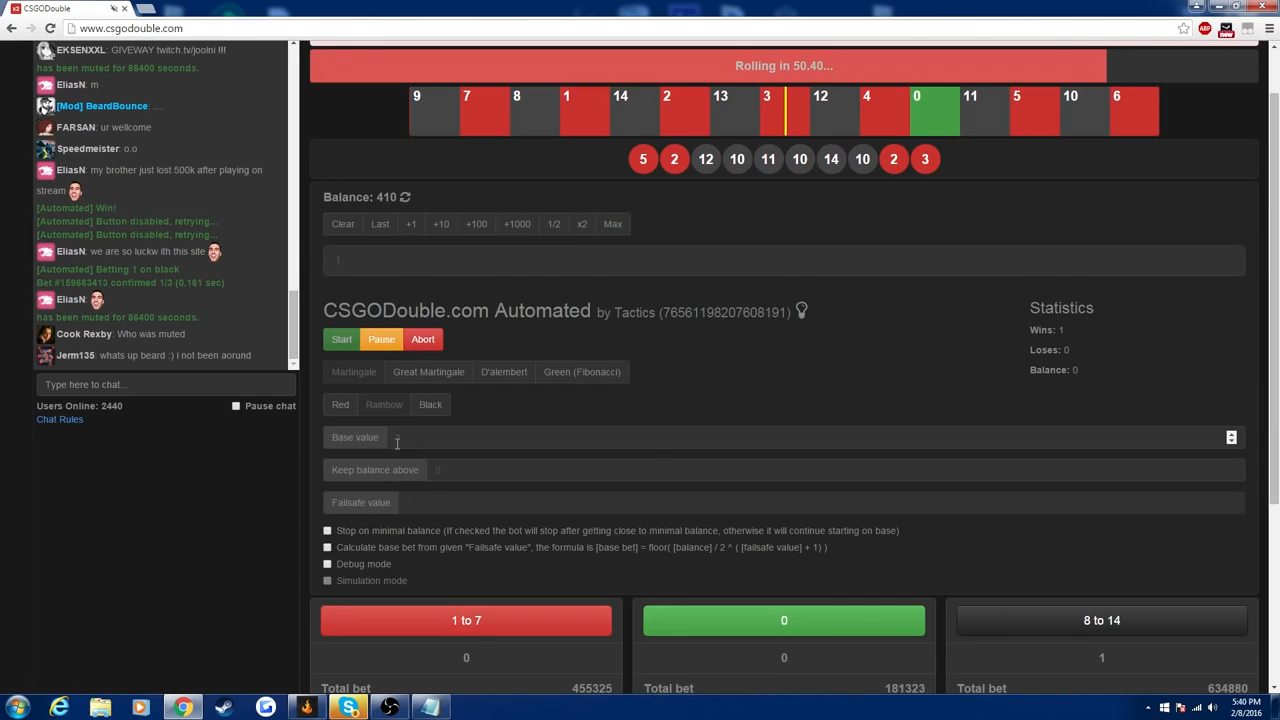 CSGODouble.com
www.csgodouble.com
ABP
new
EKSENXXL: GIVEWAY twitch.tv/joolni !!!
has been muted for 86400 seconds.
EliasN: m
[Mod] BeardBounce: ....
FARSAN: ur wellcome
Speedmeister: o.o
EliasN: my brother just lost 500k after playing on
stream
[Automated] Win!
[Automated] Button disabled, retrying...
[Automated] Button disabled, retrying...
EliasN: we are so luckw ith this site
[Automated] Betting 1 on black
Bet #159663413 confirmed 1/3 (0.161 sec)
EliasN:
has been muted for 86400 seconds.
Cook Rexby: Who was muted
Jerm135: whats up beard :) i not been aorund
Type here to chat...
Users Online: 2440
Pause chat
Chat Rules
Rolling in 50.40...
9 7 8 1 14 2 13 3 12 4 0 11 5 10 6
5 2 12 10 11 10 14 10 2 3
Balance: 410
Clear Last +1 +10 +100 +1000 1/2 x2 Max
1
CSGODouble.com Automated by Tactics (76561198207608191)
Start Pause Abort
Martingale Great Martingale D'alembert Green (Fibonacci)
Red Rainbow Black
Base value
Keep balance above 0
Failsafe value
Stop on minimal balance (If checked the bot will stop after getting close to minimal balance, otherwise it will continue starting on base)
Calculate base bet from given "Failsafe value", the formula is [base bet] = floor( [balance] / 2 ^ ( [failsafe value] + 1) )
Debug mode
Simulation mode
Statistics
Wins: 1
Loses: 0
Balance: 0
1 to 7 0 8 to 14
0 0 1
Total bet 455325 Total bet 181323 Total bet 634880
5:40 PM
2/8/2016